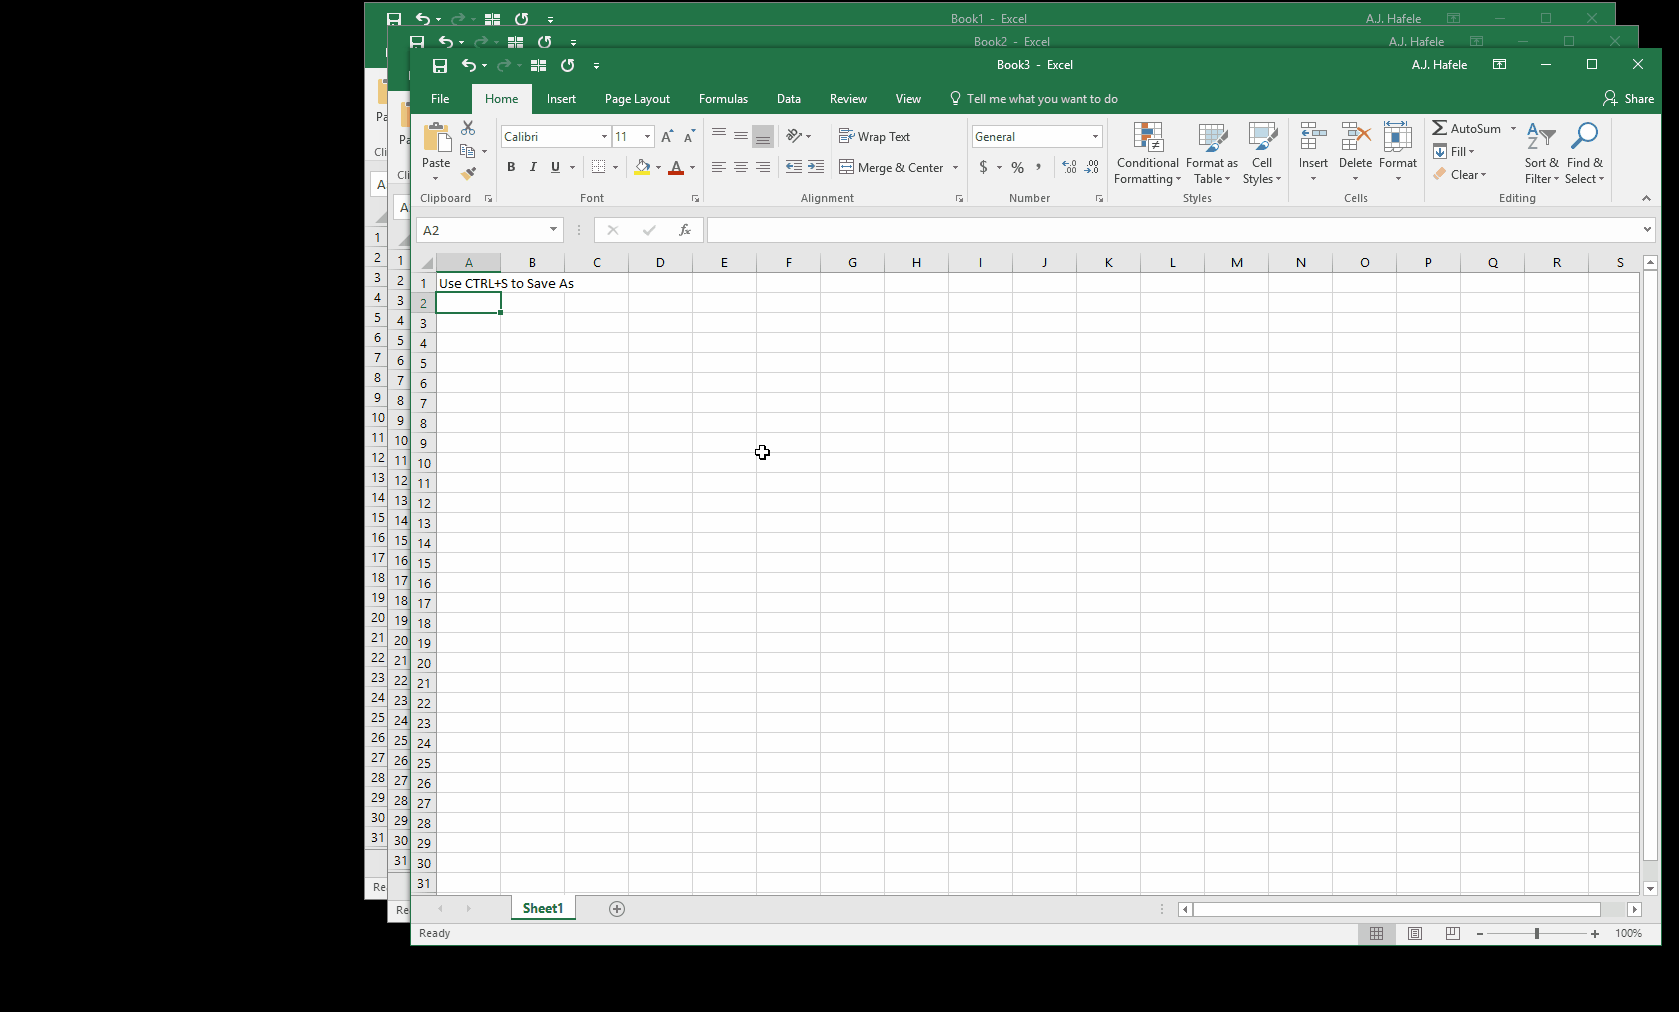 Book1 - Excel
A.J. Hafele
Book2 - Excel
A.J. Hafele
Book3 - Excel
A.J. Hafele
File Home Insert Page Layout Formulas Data Review View Tell me what you want to do Share
Calibri 11 Wrap Text General AutoSum
Paste B I U Merge & Center $ % , Conditional Formatting Format as Table Cell Styles Insert Delete Format Fill Clear Sort & Filter Find & Select
Clipboard Font Alignment Number Styles Cells Editing
A2 fx
A B C D E F G H I J K L M N O P Q R S
1 Use CTRL+S to Save As
2
3
4
5
6
7
8
9
10
11
12
13
14
15
16
17
18
19
20
21
22
23
24
25
26
27
28
29
30
31
Sheet1
Ready 100%